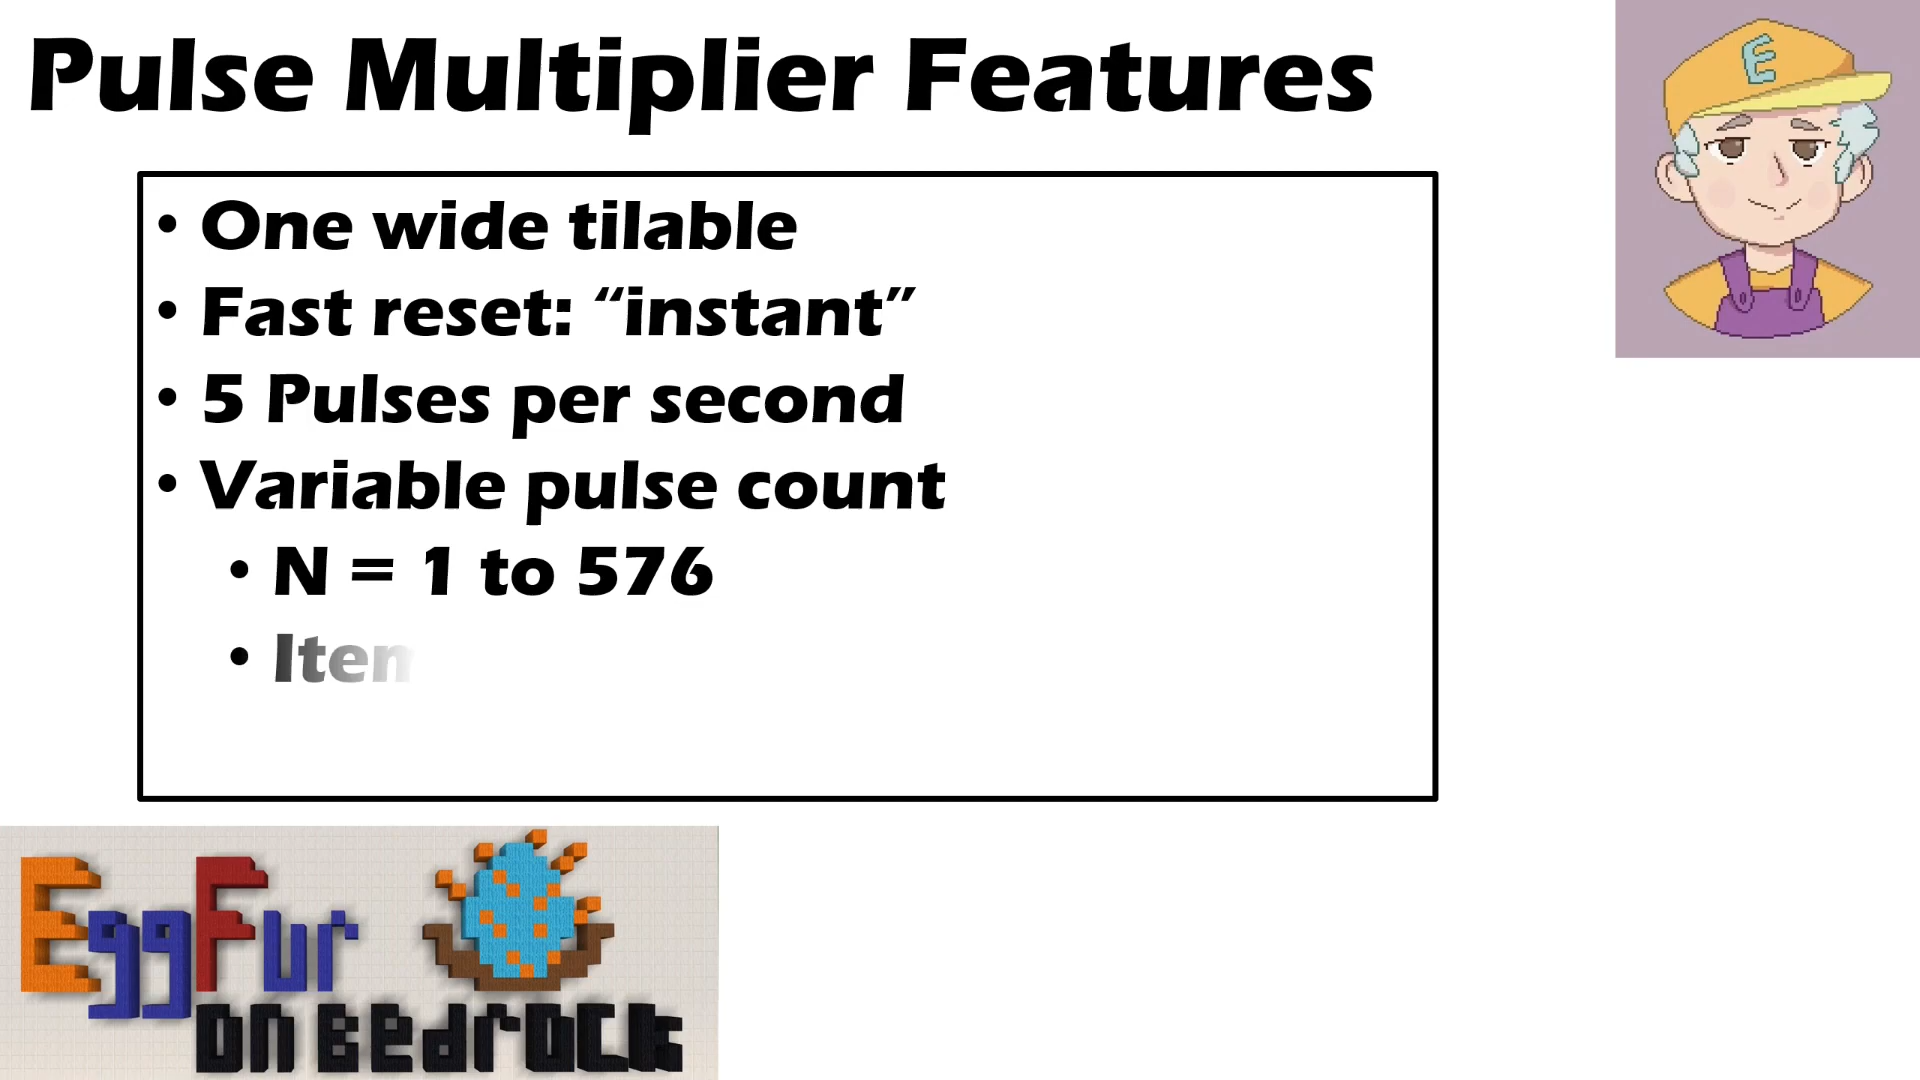 Pulse Multiplier Features
E
• One wide tilable
• Fast reset: “instant”
• 5 Pulses per second
• Variable pulse count
• N = 1 to 576
• Item
EggFur
on Bedrock